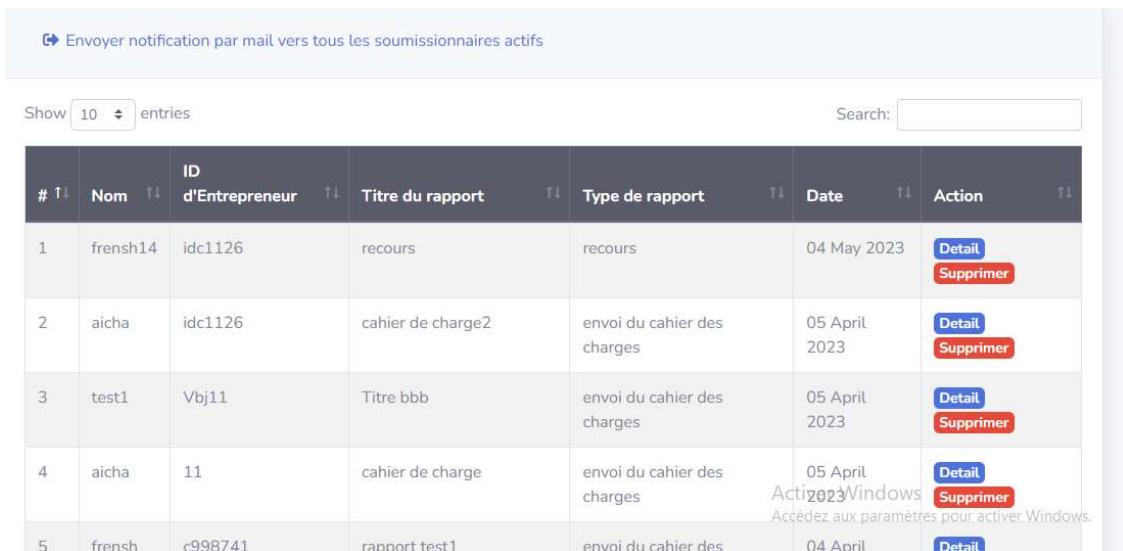 Envoyer notification par mail vers tous les soumissionnaires actifs
Show 10 entries Search:
# Nom ID d'Entrepreneur Titre du rapport Type de rapport Date Action
1 frensh14 idc1126 recours recours 04 May 2023 Detail
Supprimer
2 aicha idc1126 cahier de charge2 envoi du cahier des 05 April Detail
charges 2023 Supprimer
3 test1 Vbj11 Titre bbb envoi du cahier des 05 April Detail
charges 2023 Supprimer
4 aicha 11 cahier de charge envoi du cahier des 05 April Detail
charges 2023 Supprimer
Activer Windows
Accédez aux paramètres pour activer Windows.
5 frensh c998741 rapport test1 envoi du cahier des 04 April Detail